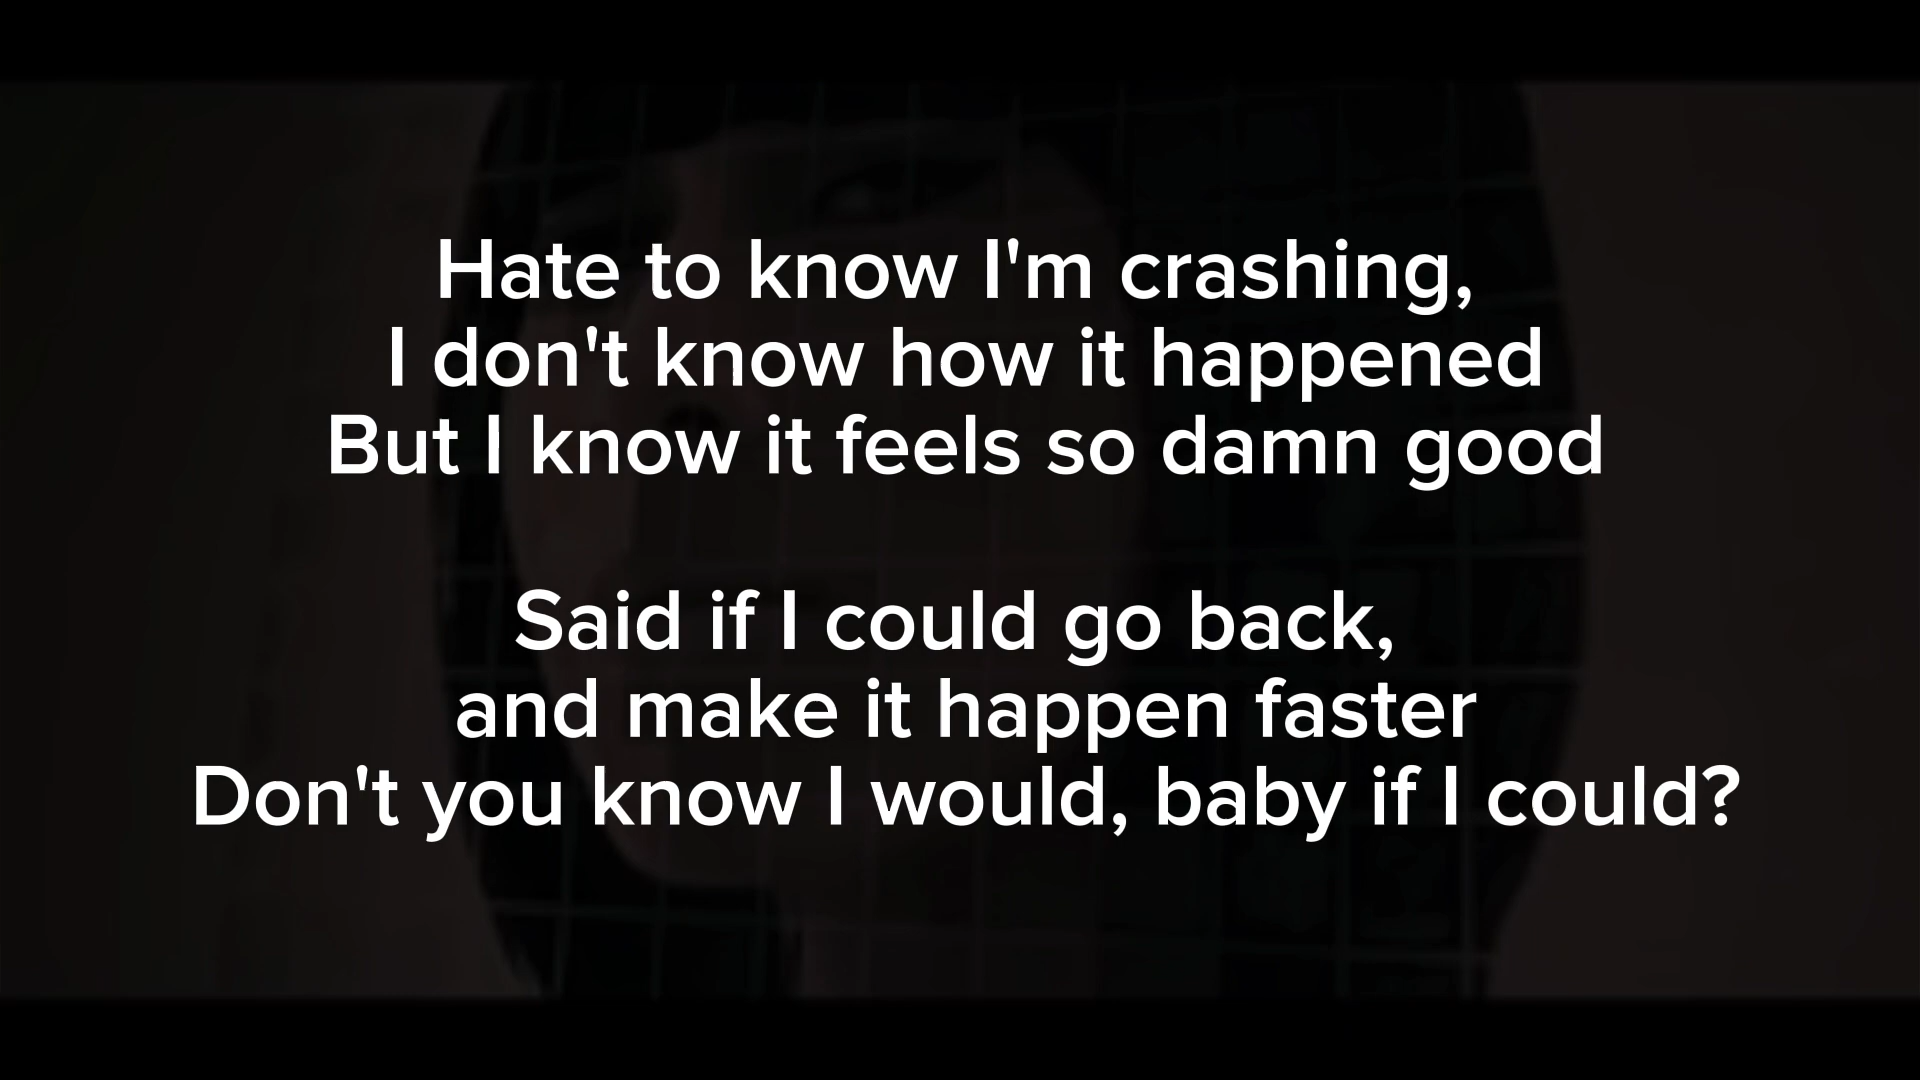 Hate to know I'm crashing,
I don't know how it happened
But I know it feels so damn good
Said if I could go back,
and make it happen faster
Don't you know I would, baby if I could?